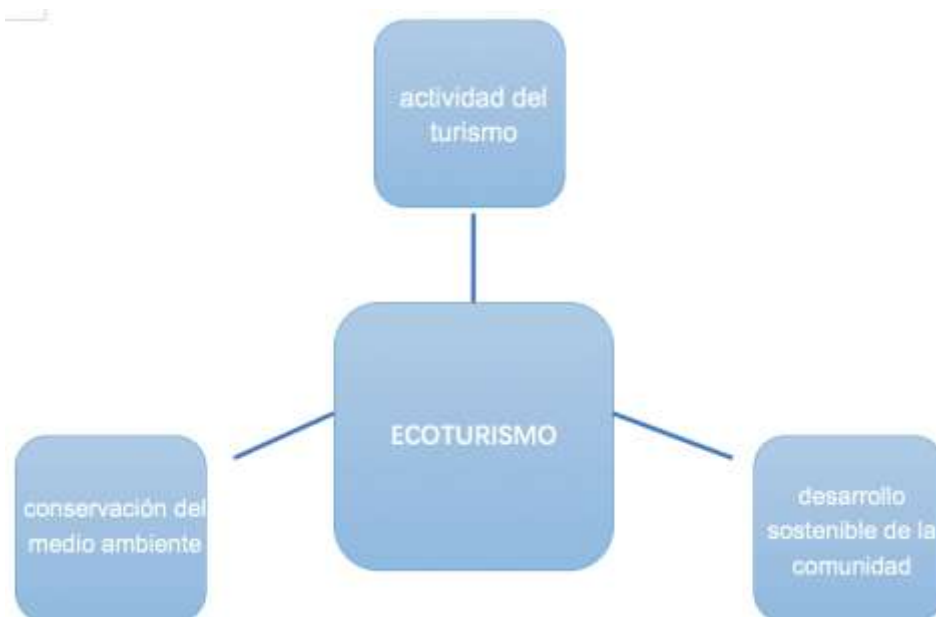 actividad del
turismo
ECOTURISMO
conservación del
medio ambiente
desarrollo
sostenible de la
comunidad